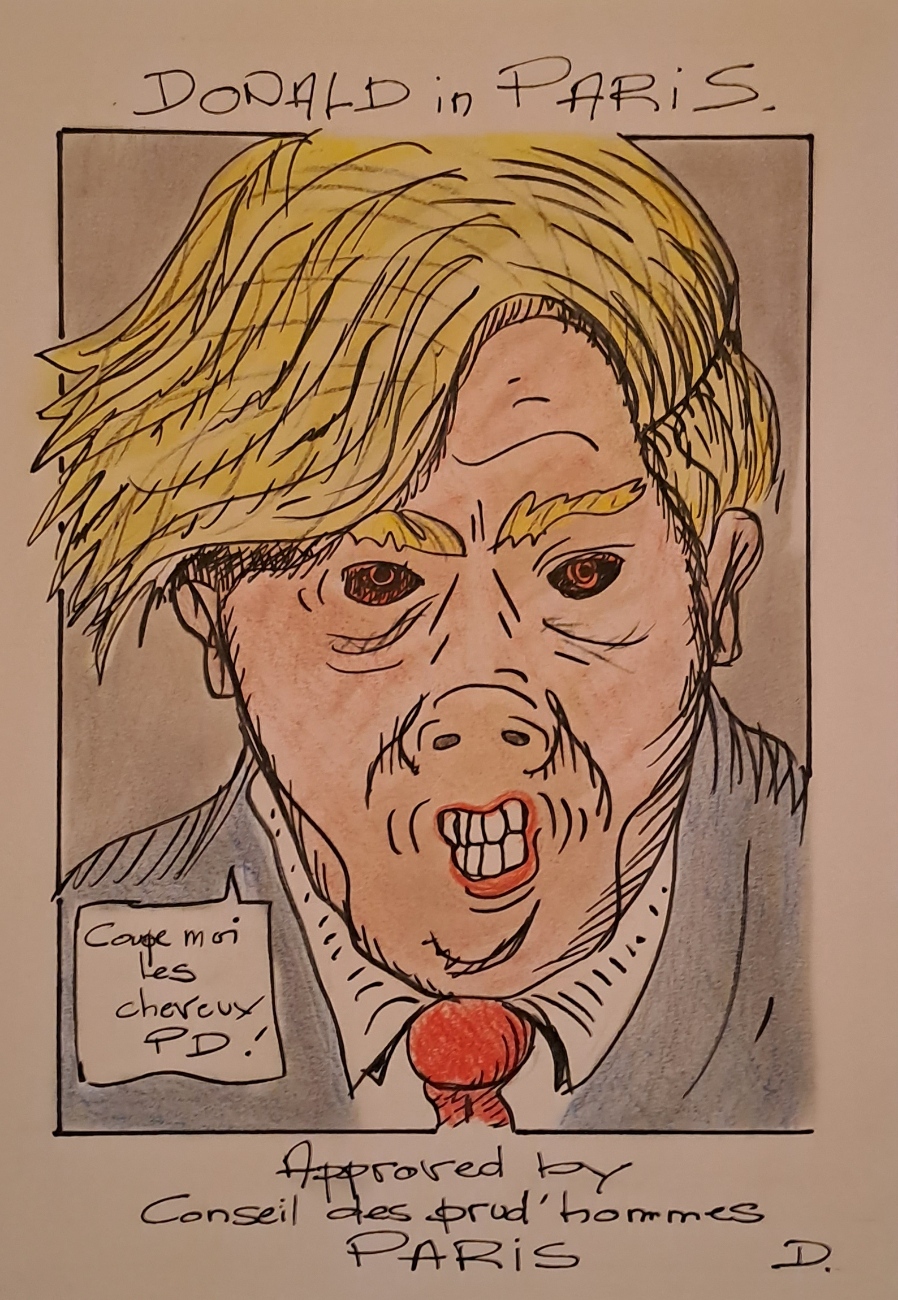 DONALD in PARiS.
Coupe moi
les
cheveux
PD!
Approved by
Conseil des prud'hommes
PARiS
D.